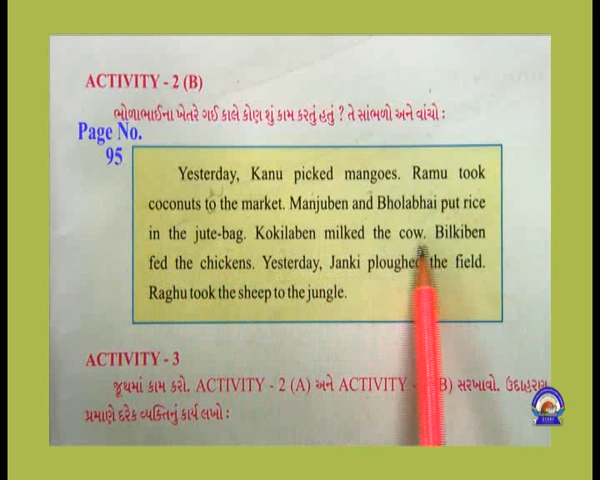 ACTIVITY - 2 (B)
ભોળાભાઈના ખેતરે ગઈ કાલે કોણ શું કામ કરતું હતું ? તે સાંભળો અને વાંચો :
Page No.
95
Yesterday, Kanu picked mangoes. Ramu took
coconuts to the market. Manjuben and Bholabhai put rice
in the jute-bag. Kokilaben milked the cow. Bilkiben
fed the chickens. Yesterday, Janki ploughed the field.
Raghu took the sheep to the jungle.
ACTIVITY - 3
જૂથમાં કામ કરો. ACTIVITY - 2 (A) અને ACTIVITY - B) સરખાવો. ઉદાહરણ
પ્રમાણે દરેક વ્યક્તિનું કાર્ય લખો :